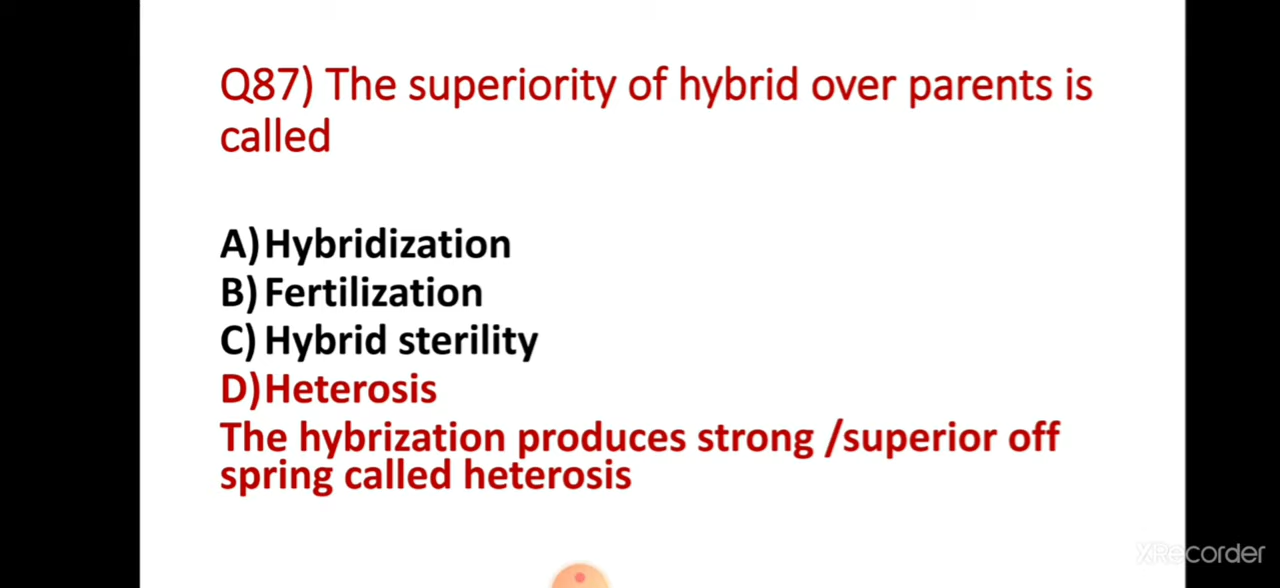 Q87) The superiority of hybrid over parents is
called
A) Hybridization
B) Fertilization
C) Hybrid sterility
D) Heterosis
The hybrization produces strong /superior off
spring called heterosis
XRecorder